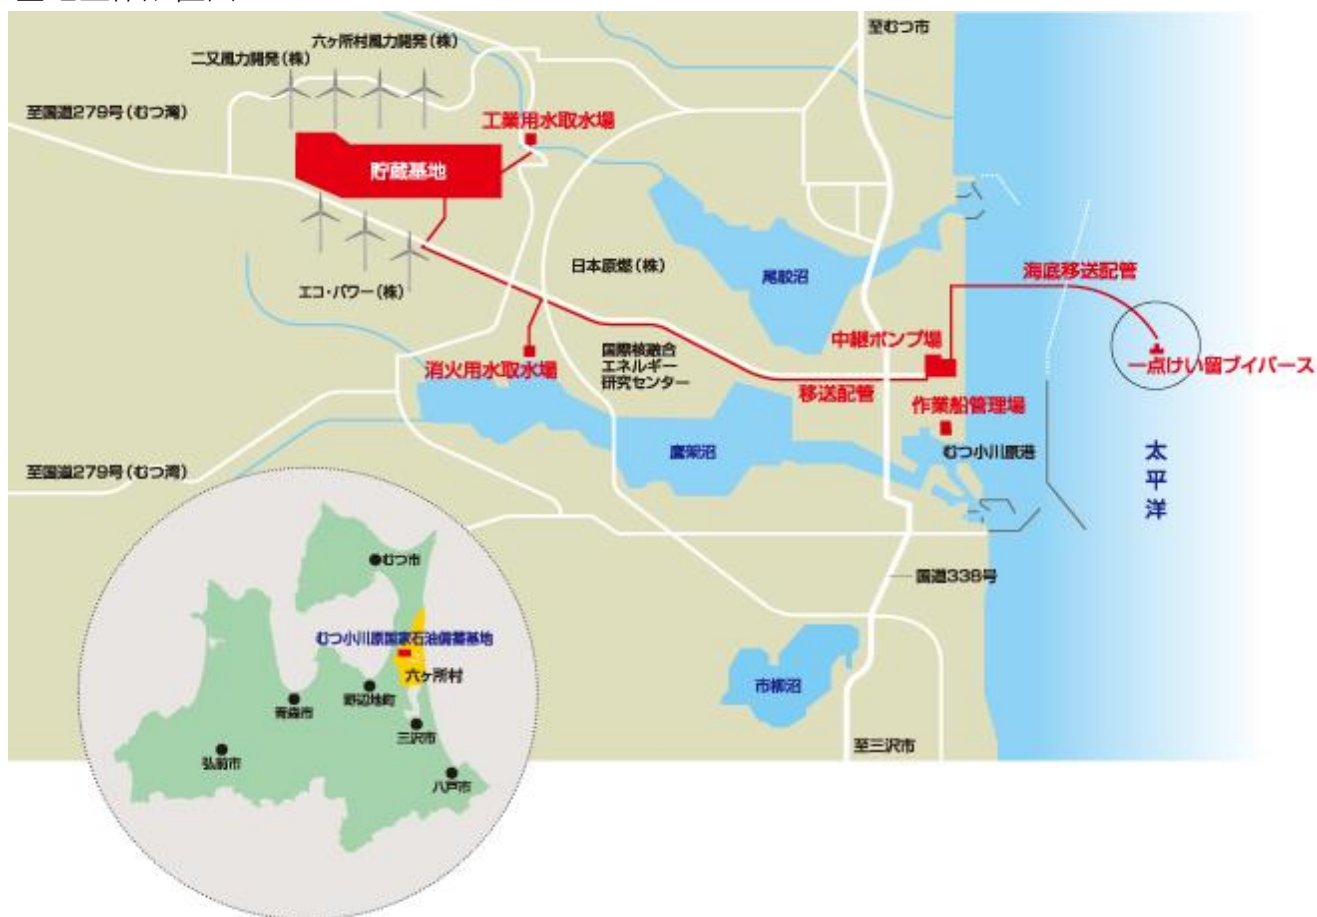 至むつ市
六ヶ所村風力開発(株)
二又風力開発(株)
至国道279号(むつ湾)
工業用水取水場
貯蔵基地
日本原燃(株)
尾駮沼
海底移送配管
エコ・パワー(株)
中継ポンプ場
国際核融合
エネルギー
研究センター
消火用水取水場
一点けい留ブイバース
移送配管
作業船管理場
鷹架沼
むつ小川原港
太平洋
至国道279号(むつ湾)
国道338号
市柳沼
至三沢市
むつ市
むつ小川原国家石油備蓄基地
六ヶ所村
野辺地町
青森市
三沢市
弘前市
八戸市